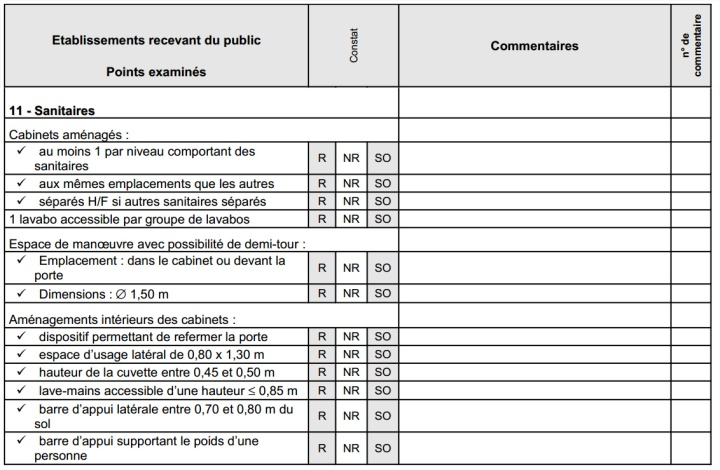 Etablissements recevant du public
Points examinés
Constat
Commentaires
n° de
commentaire
11 - Sanitaires
Cabinets aménagés :
✓ au moins 1 par niveau comportant des
sanitaires R NR SO
✓ aux mêmes emplacements que les autres R NR SO
✓ séparés H/F si autres sanitaires séparés R NR SO
1 lavabo accessible par groupe de lavabos R NR SO
Espace de manœuvre avec possibilité de demi-tour :
✓ Emplacement : dans le cabinet ou devant la
porte R NR SO
✓ Dimensions : ∅ 1,50 m R NR SO
Aménagements intérieurs des cabinets :
✓ dispositif permettant de refermer la porte R NR SO
✓ espace d'usage latéral de 0,80 x 1,30 m R NR SO
✓ hauteur de la cuvette entre 0,45 et 0,50 m R NR SO
✓ lave-mains accessible d'une hauteur ≤ 0,85 m R NR SO
✓ barre d'appui latérale entre 0,70 et 0,80 m du
sol R NR SO
✓ barre d'appui supportant le poids d'une
personne R NR SO